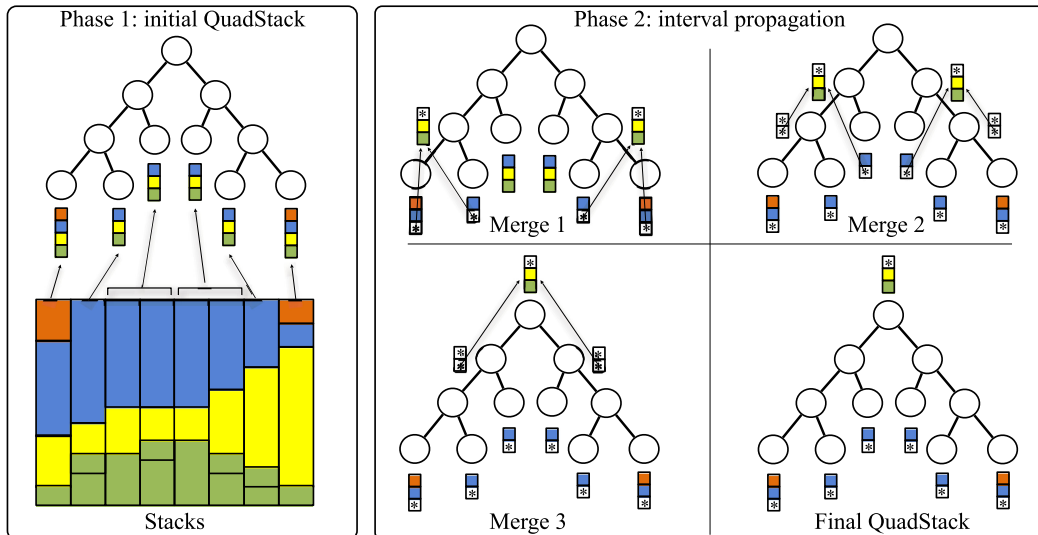 Phase 1: initial QuadStack
Stacks
Phase 2: interval propagation
* *
Merge 1
* * * *
* *
* *
* *
Merge 2
* * * *
*
* *
* *
* *
Merge 3
* *
*
* *
* *
Final QuadStack
* *